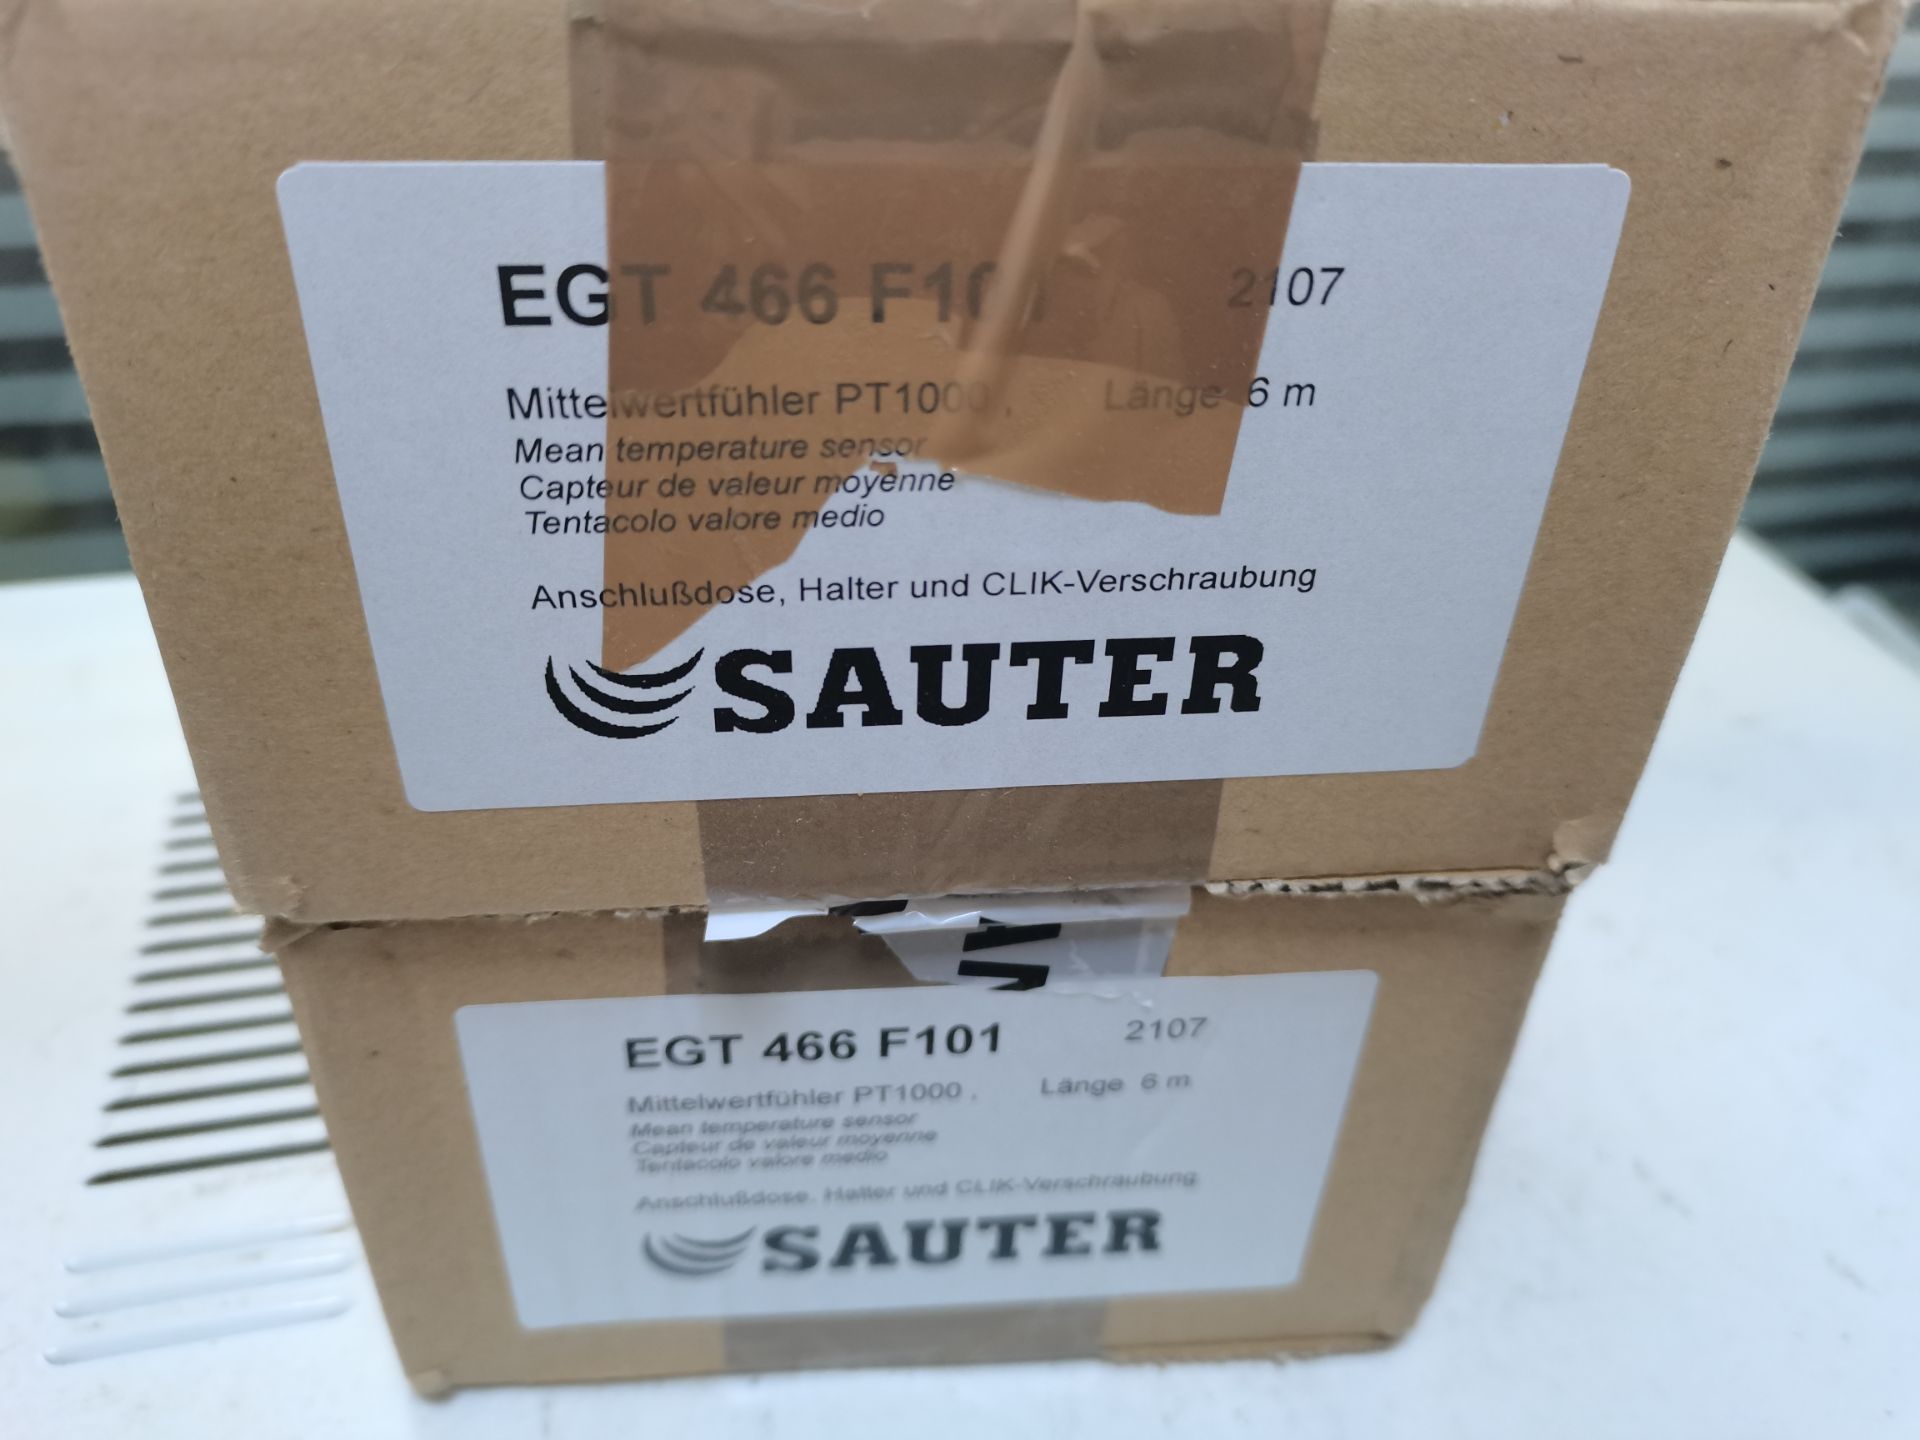 EGT 466 F101 2107
Mittelwertfühler PT1000 , Länge 6 m
Mean temperature sensor
Capteur de valeur moyenne
Tentacolo valore medio
Anschlußdose, Halter und CLIK-Verschraubung
SAUTER
EGT 466 F101 2107
Mittelwertfühler PT1000 , Länge 6 m
Mean temperature sensor
Capteur de valeur moyenne
Tentacolo valore medio
Anschlußdose, Halter und CLIK-Verschraubung
SAUTER